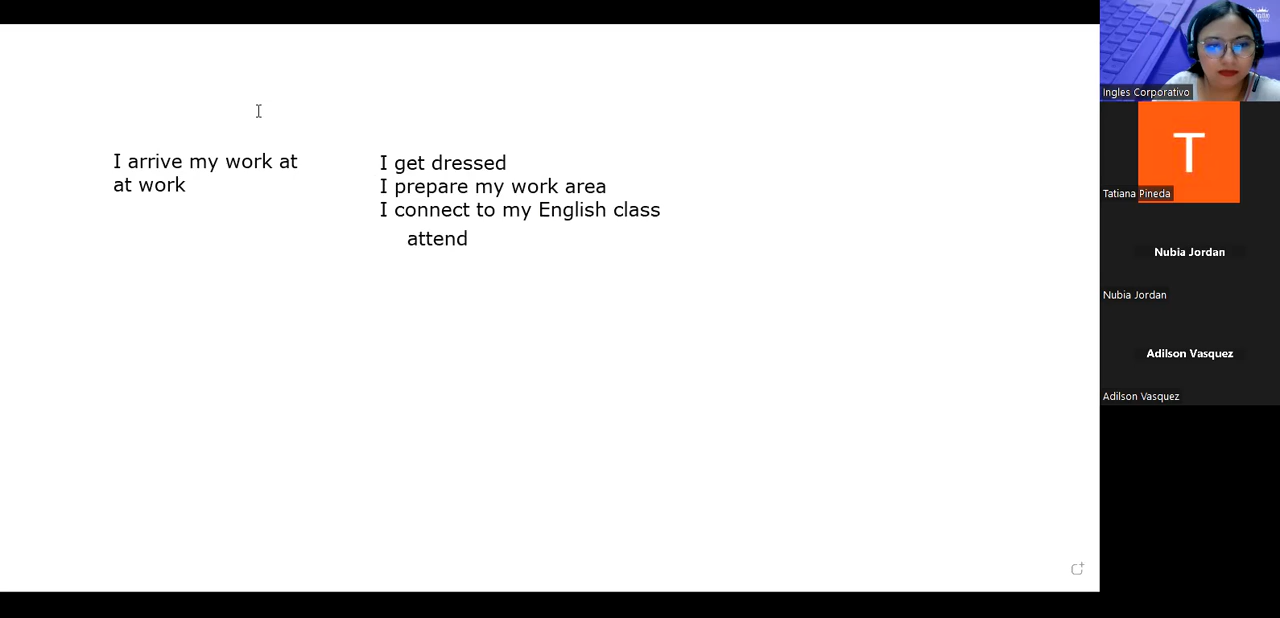 I arrive my work at
at work
I get dressed
I prepare my work area
I connect to my English class
attend
Ingles Corporativo
T
Tatiana Pineda
Nubia Jordan
Nubia Jordan
Adilson Vasquez
Adilson Vasquez